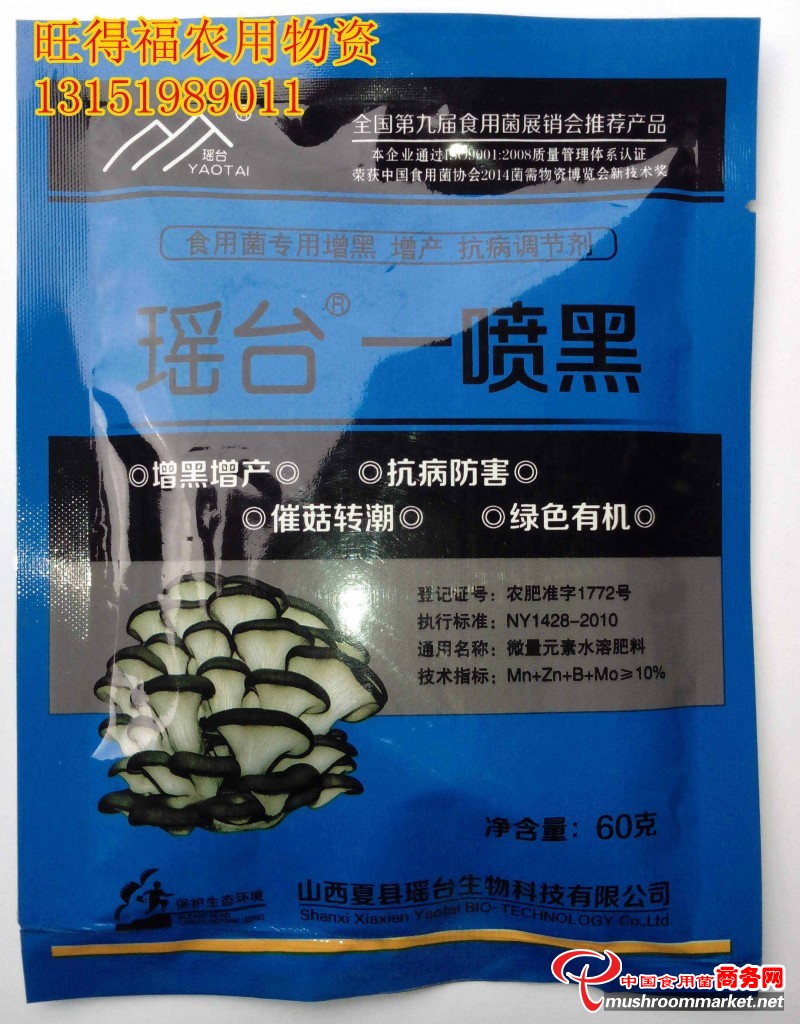 旺得福农用物资
13151989011
瑶台
YAOTAI
全国第九届食用菌展销会推荐产品
本企业通过ISO9001:2008质量管理体系认证
荣获中国食用菌协会2014菌需物资博览会新技术奖
食用菌专用增黑 增产 抗病调节剂
瑶台® 一喷黑
◎增黑增产◎ ◎抗病防害◎
◎催菇转潮◎ ◎绿色有机◎
登记证号：农肥准字1772号
执行标准：NY1428-2010
通用名称：微量元素水溶肥料
技术指标：Mn+Zn+B+Mo≥10%
净含量：60克
保护生态环境
山西夏县瑶台生物科技有限公司
Shanxi Xiaxian Yaotai BIO-TECHNOLOGY Co.,Ltd
中国食用菌商务网
mushroommarket.net